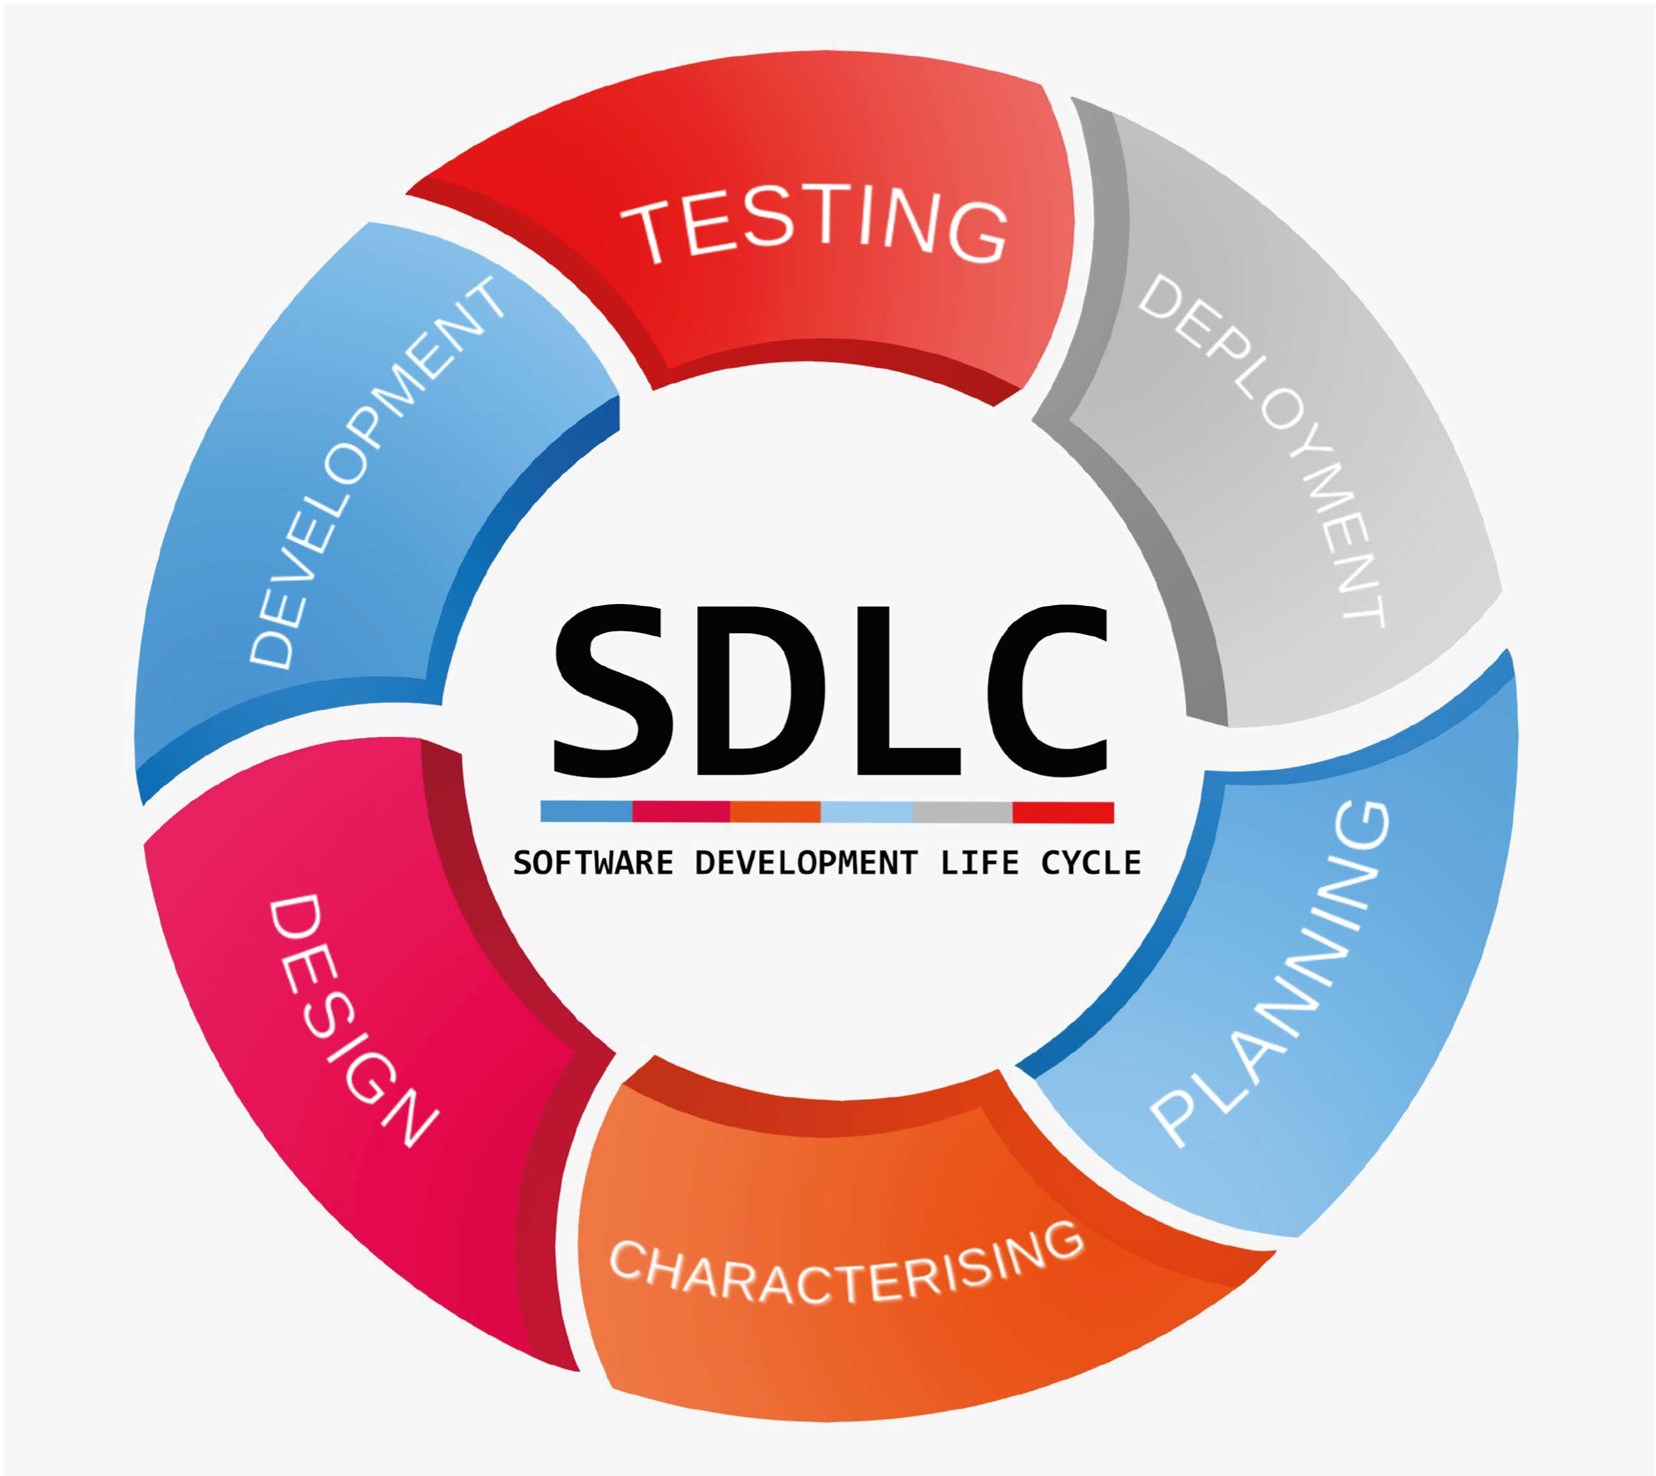 TESTING
DEPLOYMENT
PLANNING
CHARACTERISING
DESIGN
DEVELOPMENT
SDLC
SOFTWARE DEVELOPMENT LIFE CYCLE